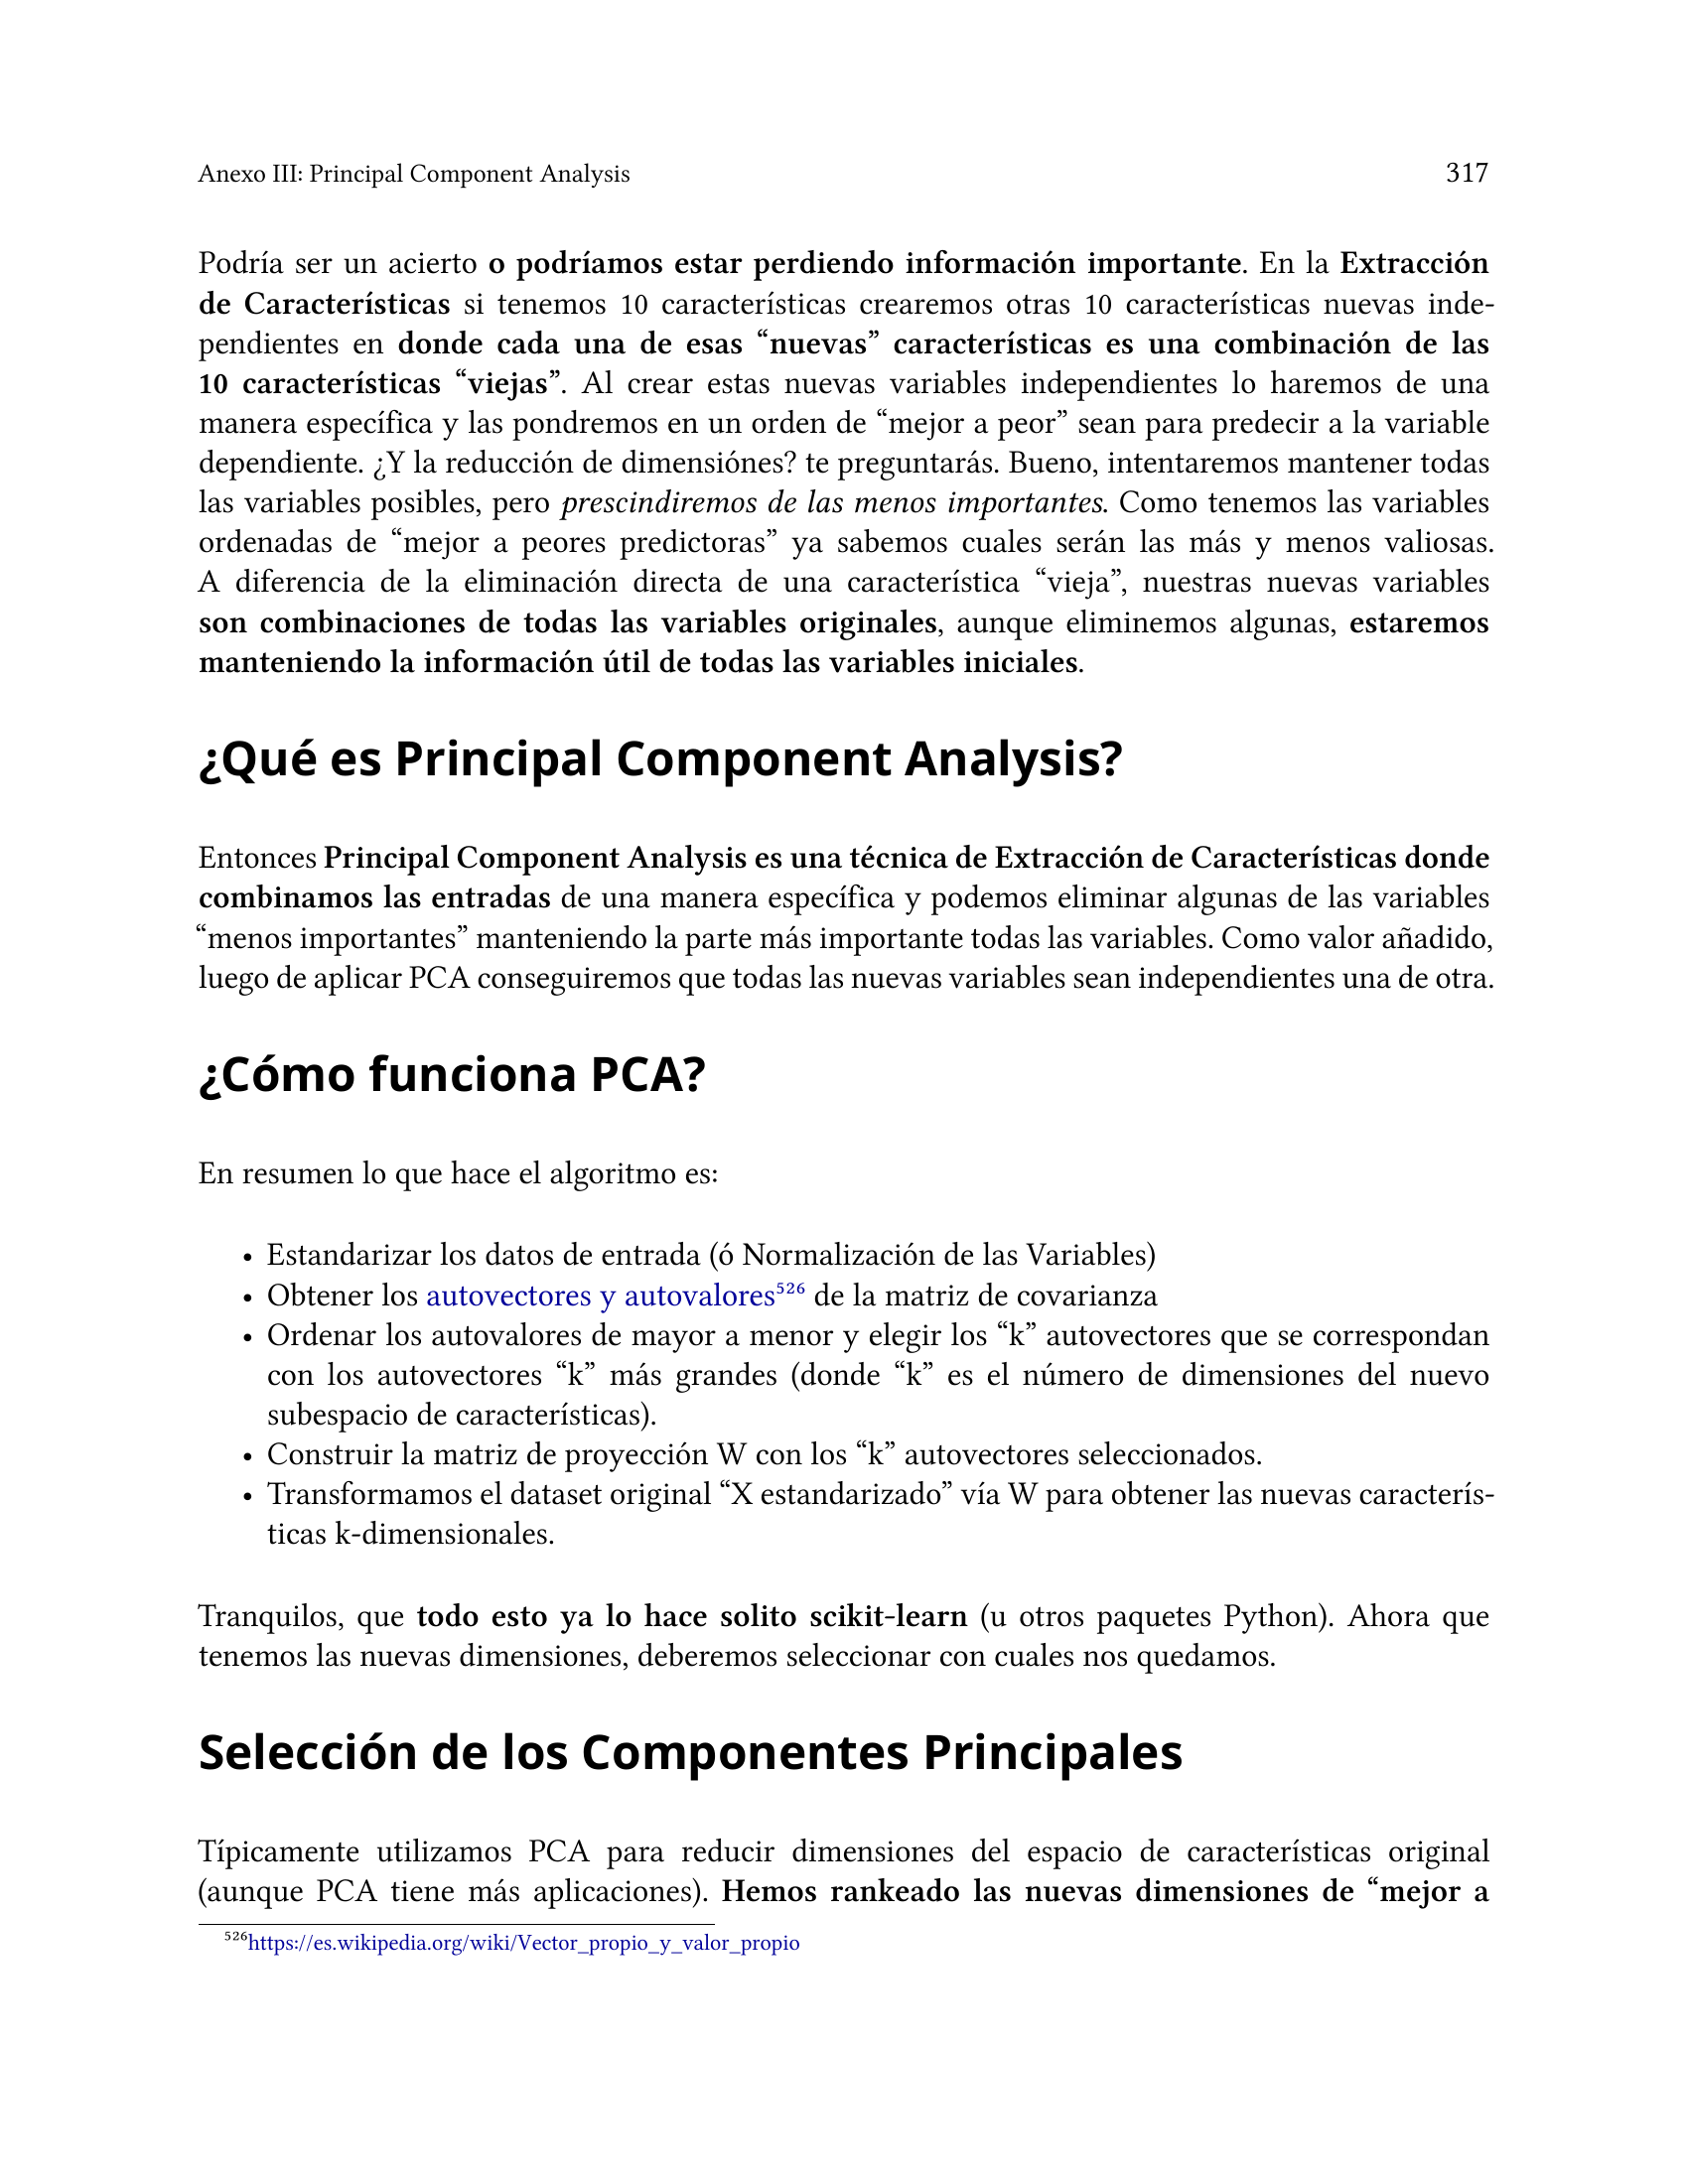 Anexo III: Principal Component Analysis 317
Podría ser un acierto o podríamos estar perdiendo información importante. En la Extracción
de Características si tenemos 10 características crearemos otras 10 características nuevas inde-
pendientes en donde cada una de esas “nuevas” características es una combinación de las
10 características “viejas”. Al crear estas nuevas variables independientes lo haremos de una
manera específica y las pondremos en un orden de “mejor a peor” sean para predecir a la variable
dependiente. ¿Y la reducción de dimensiónes? te preguntarás. Bueno, intentaremos mantener todas
las variables posibles, pero prescindiremos de las menos importantes. Como tenemos las variables
ordenadas de “mejor a peores predictoras” ya sabemos cuales serán las más y menos valiosas.
A diferencia de la eliminación directa de una característica “vieja”, nuestras nuevas variables
son combinaciones de todas las variables originales, aunque eliminemos algunas, estaremos
manteniendo la información útil de todas las variables iniciales.
¿Qué es Principal Component Analysis?
Entonces Principal Component Analysis es una técnica de Extracción de Características donde
combinamos las entradas de una manera específica y podemos eliminar algunas de las variables
“menos importantes” manteniendo la parte más importante todas las variables. Como valor añadido,
luego de aplicar PCA conseguiremos que todas las nuevas variables sean independientes una de otra.
¿Cómo funciona PCA?
En resumen lo que hace el algoritmo es:
• Estandarizar los datos de entrada (ó Normalización de las Variables)
• Obtener los autovectores y autovalores⁵²⁶ de la matriz de covarianza
• Ordenar los autovalores de mayor a menor y elegir los “k” autovectores que se correspondan
con los autovectores “k” más grandes (donde “k” es el número de dimensiones del nuevo
subespacio de características).
• Construir la matriz de proyección W con los “k” autovectores seleccionados.
• Transformamos el dataset original “X estandarizado” vía W para obtener las nuevas caracterís-
ticas k-dimensionales.
Tranquilos, que todo esto ya lo hace solito scikit-learn (u otros paquetes Python). Ahora que
tenemos las nuevas dimensiones, deberemos seleccionar con cuales nos quedamos.
Selección de los Componentes Principales
Típicamente utilizamos PCA para reducir dimensiones del espacio de características original
(aunque PCA tiene más aplicaciones). Hemos rankeado las nuevas dimensiones de “mejor a
⁵²⁶https://es.wikipedia.org/wiki/Vector_propio_y_valor_propio